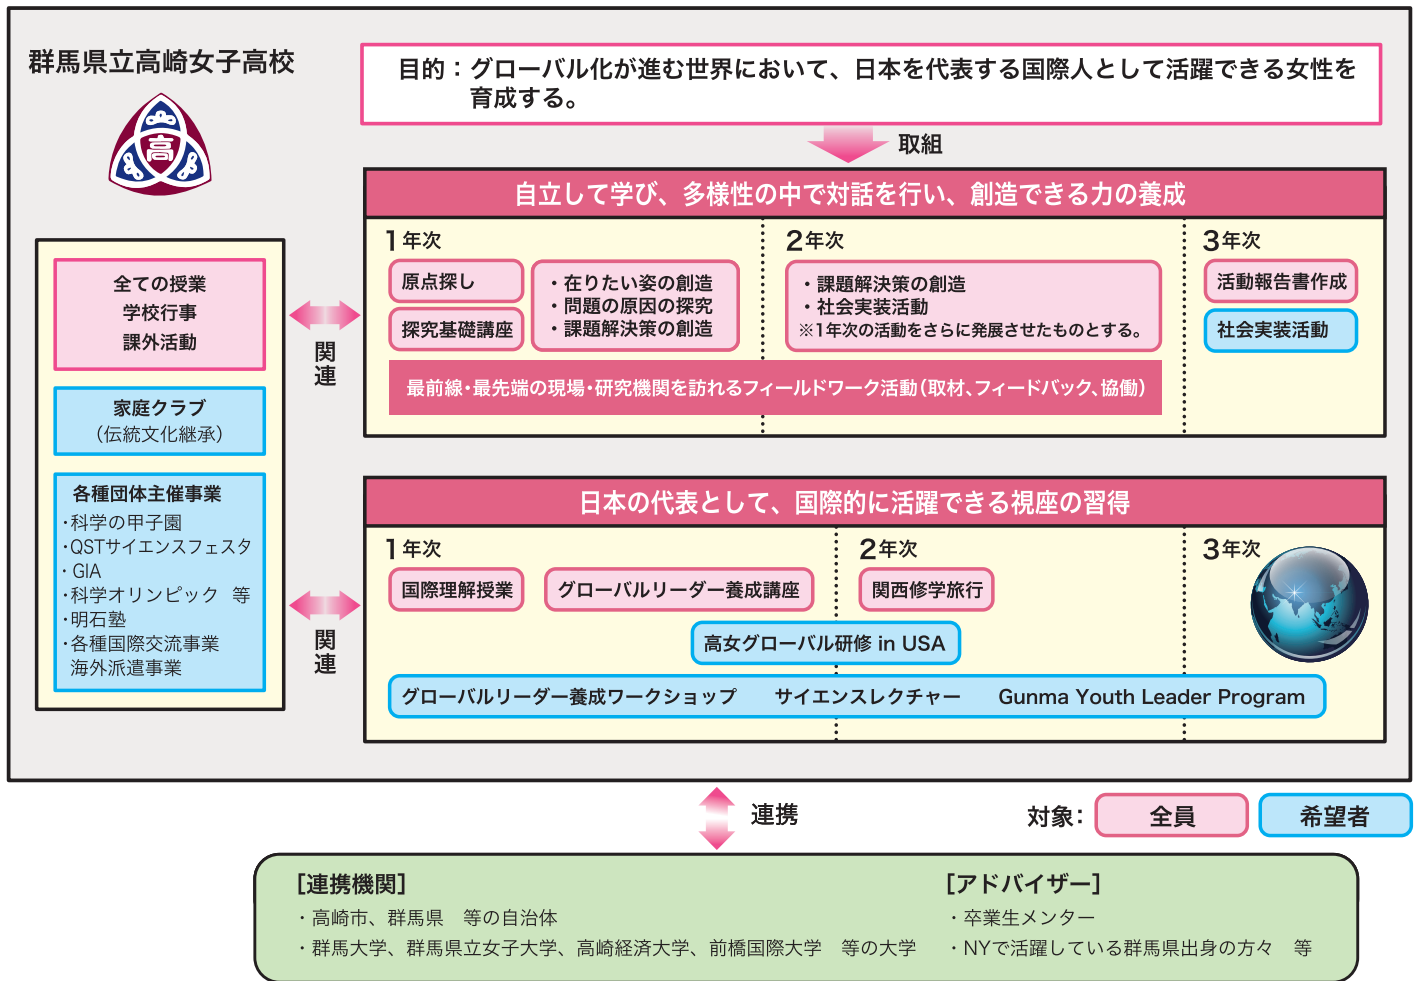 群馬県立高崎女子高校
高
目的：グローバル化が進む世界において、日本を代表する国際人として活躍できる女性を
育成する。
取組
自立して学び、多様性の中で対話を行い、創造できる力の養成
1年次
原点探し
探究基礎講座
・在りたい姿の創造
・問題の原因の探究
・課題解決策の創造
2年次
・課題解決策の創造
・社会実装活動
※1年次の活動をさらに発展させたものとする。
3年次
活動報告書作成
社会実装活動
最前線・最先端の現場・研究機関を訪れるフィールドワーク活動（取材、フィードバック、協働）
全ての授業
学校行事
課外活動
家庭クラブ
（伝統文化継承）
各種団体主催事業
・科学の甲子園
・QSTサイエンスフェスタ
・GIA
・科学オリンピック 等
・明石塾
・各種国際交流事業
海外派遣事業
関連
関連
日本の代表として、国際的に活躍できる視座の習得
1年次
国際理解授業
グローバルリーダー養成講座
2年次
関西修学旅行
3年次
高女グローバル研修 in USA
グローバルリーダー養成ワークショップ サイエンスレクチャー Gunma Youth Leader Program
連携
対象： 全員 希望者
［連携機関］
・高崎市、群馬県 等の自治体
・群馬大学、群馬県立女子大学、高崎経済大学、前橋国際大学 等の大学
［アドバイザー］
・卒業生メンター
・NYで活躍している群馬県出身の方々 等